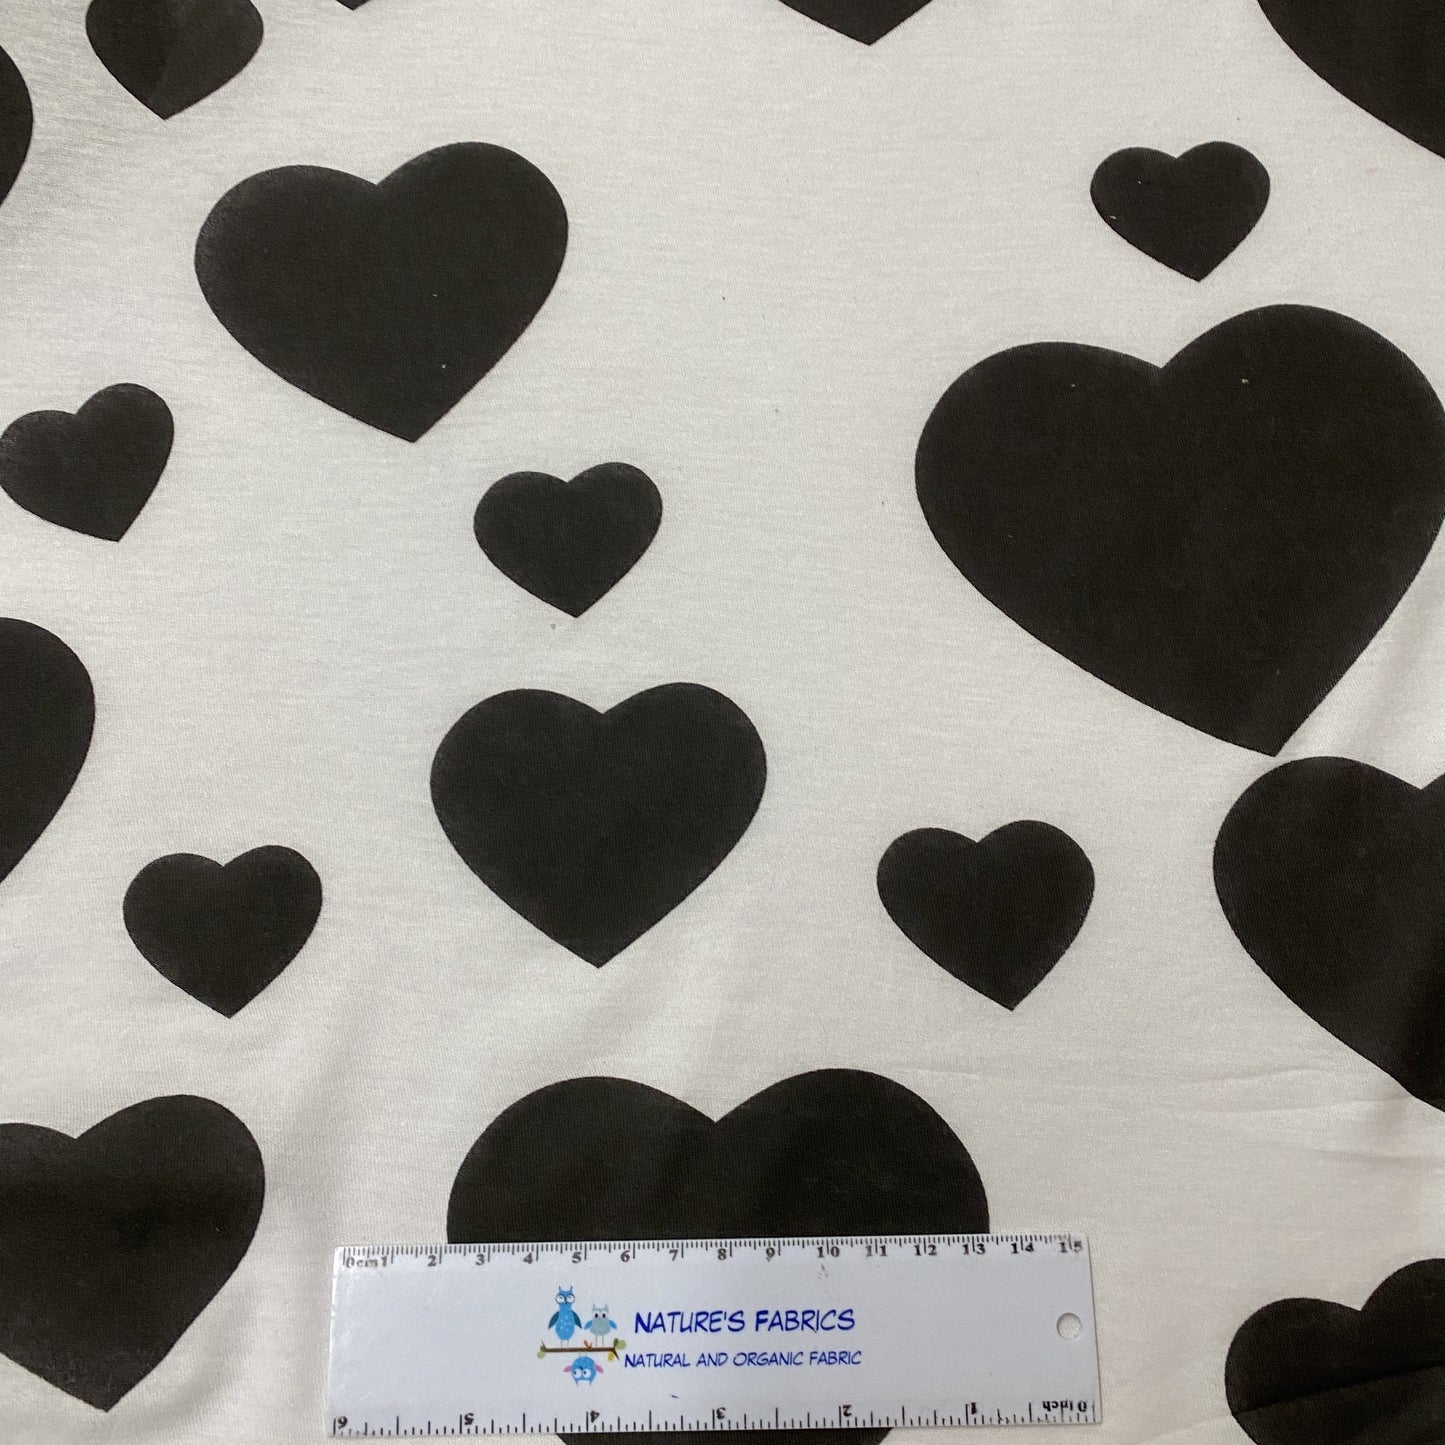 0cm 1 2 3 4 5 6 7 8 9 10 11 12 13 14 15
NATURE'S FABRICS
NATURAL AND ORGANIC FABRIC
6 5 4 3 2 1 0 inch